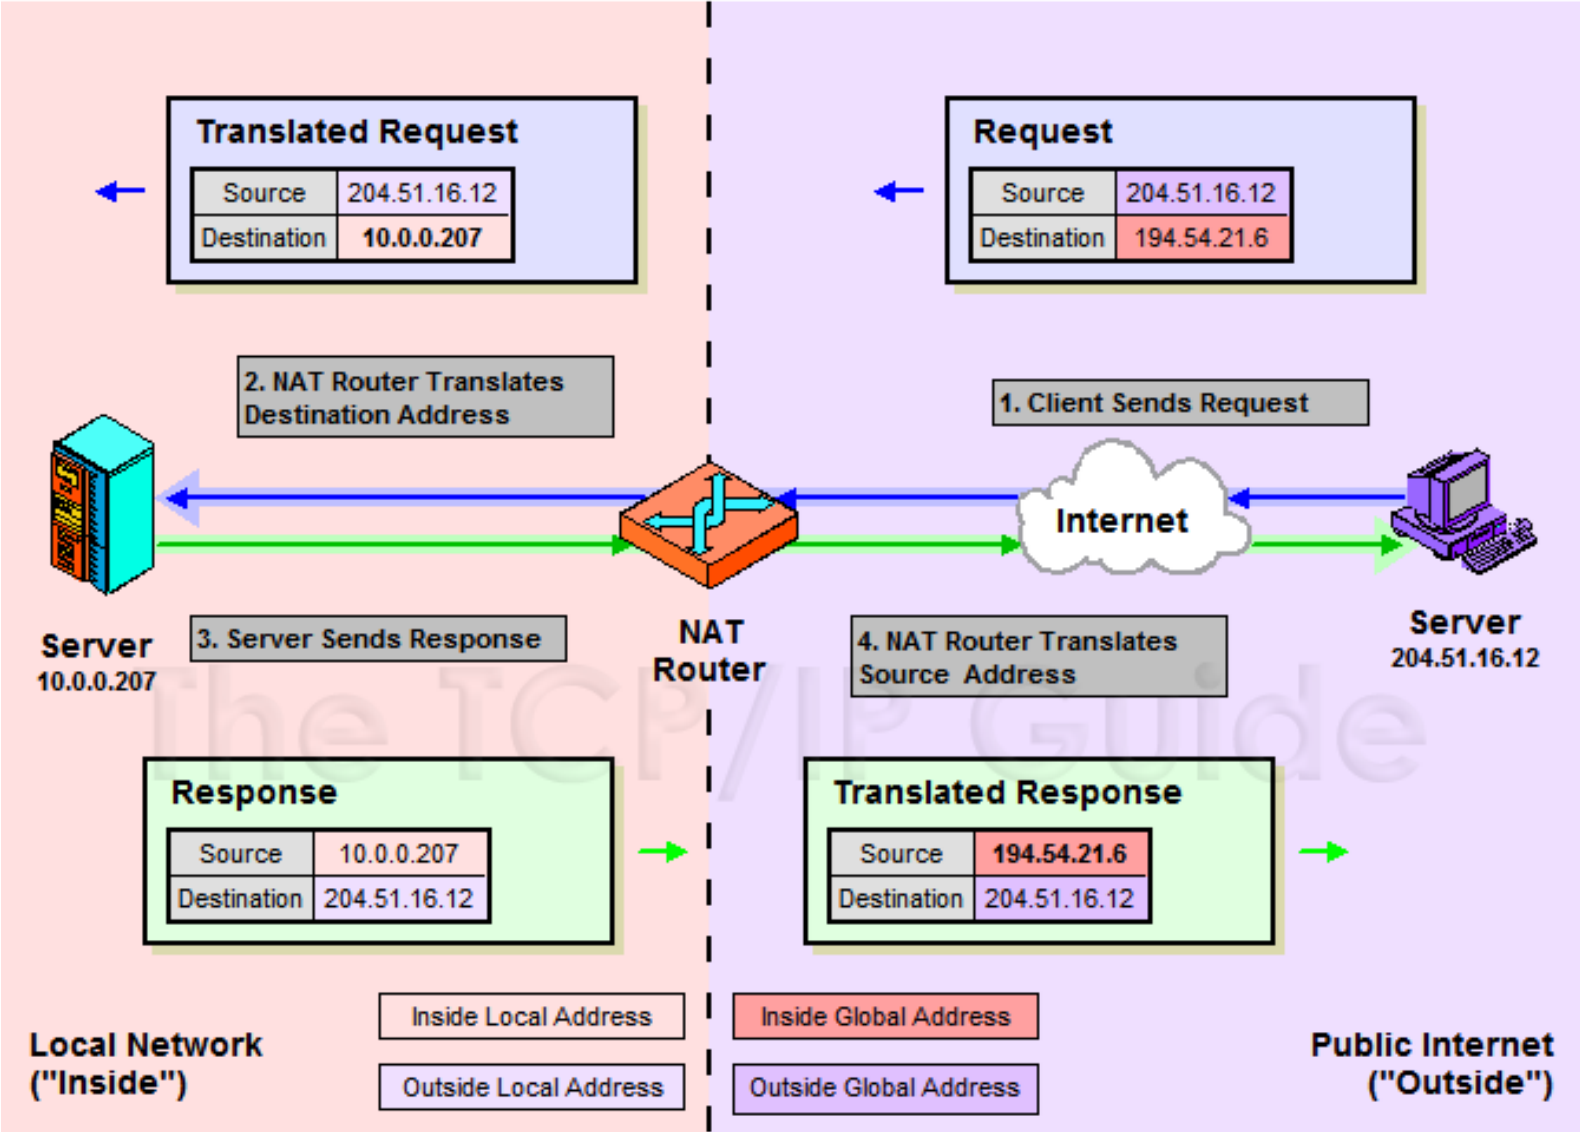 Translated Request
Source 204.51.16.12
Destination 10.0.0.207
Request
Source 204.51.16.12
Destination 194.54.21.6
2. NAT Router Translates
Destination Address
1. Client Sends Request
Internet
Server
10.0.0.207
3. Server Sends Response
NAT
Router
4. NAT Router Translates
Source Address
Server
204.51.16.12
The TCP/IP Guide
Response
Source 10.0.0.207
Destination 204.51.16.12
Translated Response
Source 194.54.21.6
Destination 204.51.16.12
Local Network
("Inside")
Inside Local Address
Outside Local Address
Inside Global Address
Outside Global Address
Public Internet
("Outside")